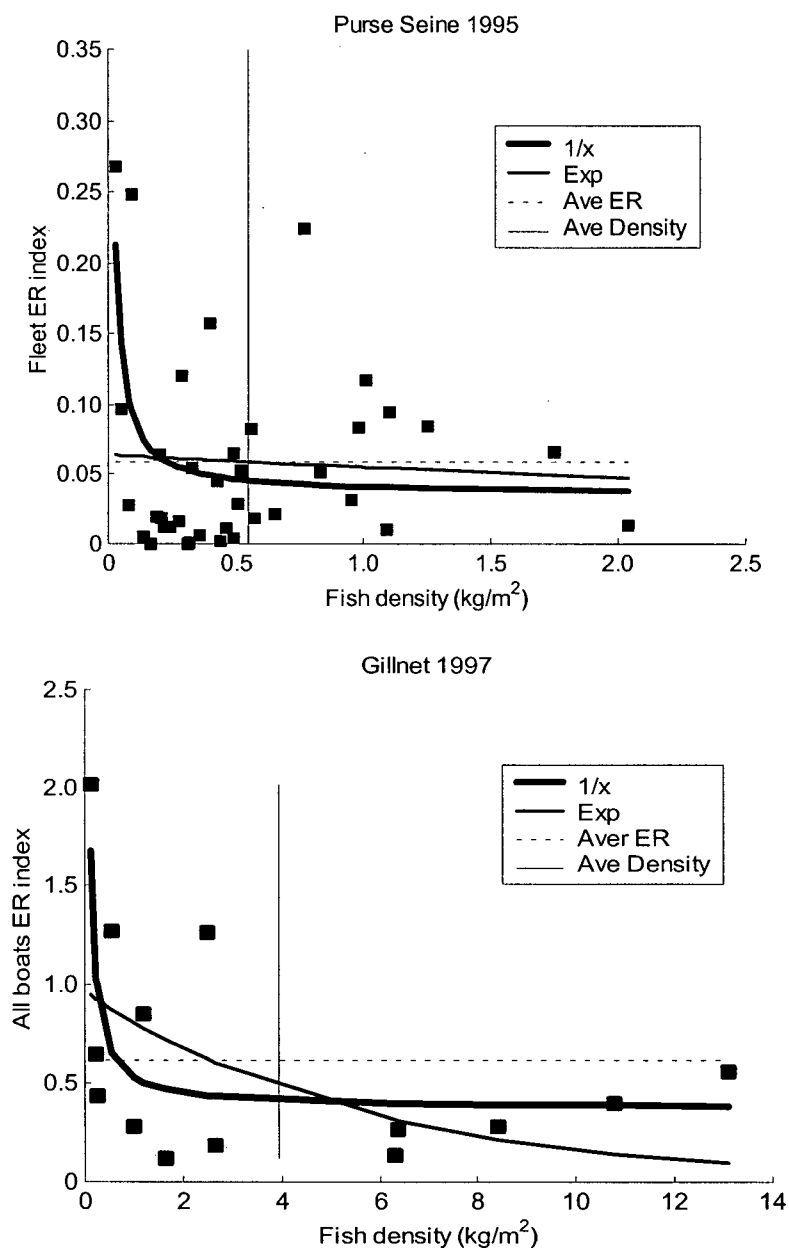 Purse Seine 1995
0.35
0.30
0.25
0.20
0.15
0.10
0.05
0
Fleet ER index
1/x
Exp
Ave ER
Ave Density
0 0.5 1.0 1.5 2.0 2.5
Fish density (kg/m²)
Gillnet 1997
2.5
2.0
1.5
1.0
0.5
0
All boats ER index
1/x
Exp
Aver ER
Ave Density
0 2 4 6 8 10 12 14
Fish density (kg/m²)